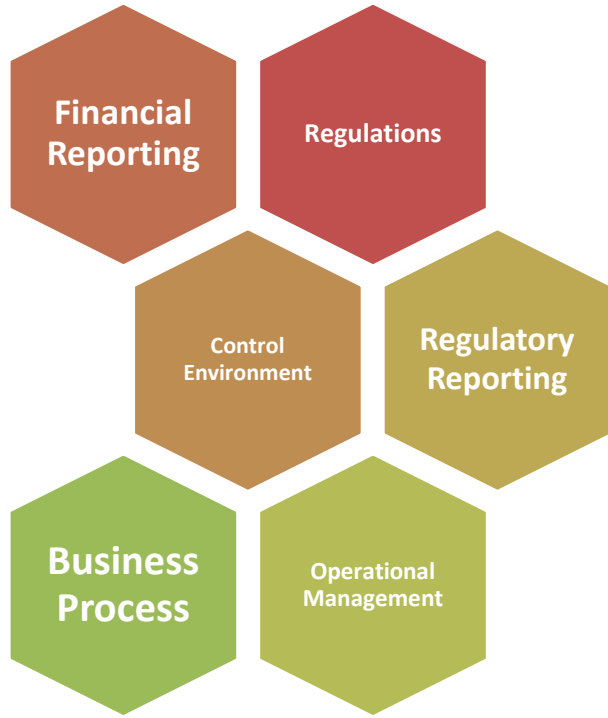 Financial
Reporting
Regulations
Control
Environment
Regulatory
Reporting
Business
Process
Operational
Management